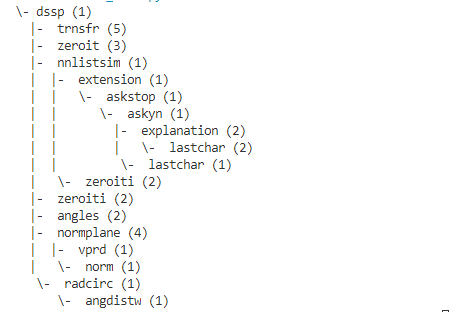 \- dssp (1)
|- trnsfr (5)
|- zeroit (3)
|- nnlistsim (1)
| |- extension (1)
| | \- askstop (1)
| | \- askyn (1)
| | |- explanation (2)
| | | \- lastchar (2)
| | \- lastchar (1)
| \- zeroiti (2)
|- zeroiti (2)
|- angles (2)
|- normplane (4)
| |- vprd (1)
| \- norm (1)
\- radcirc (1)
\- angdistw (1)